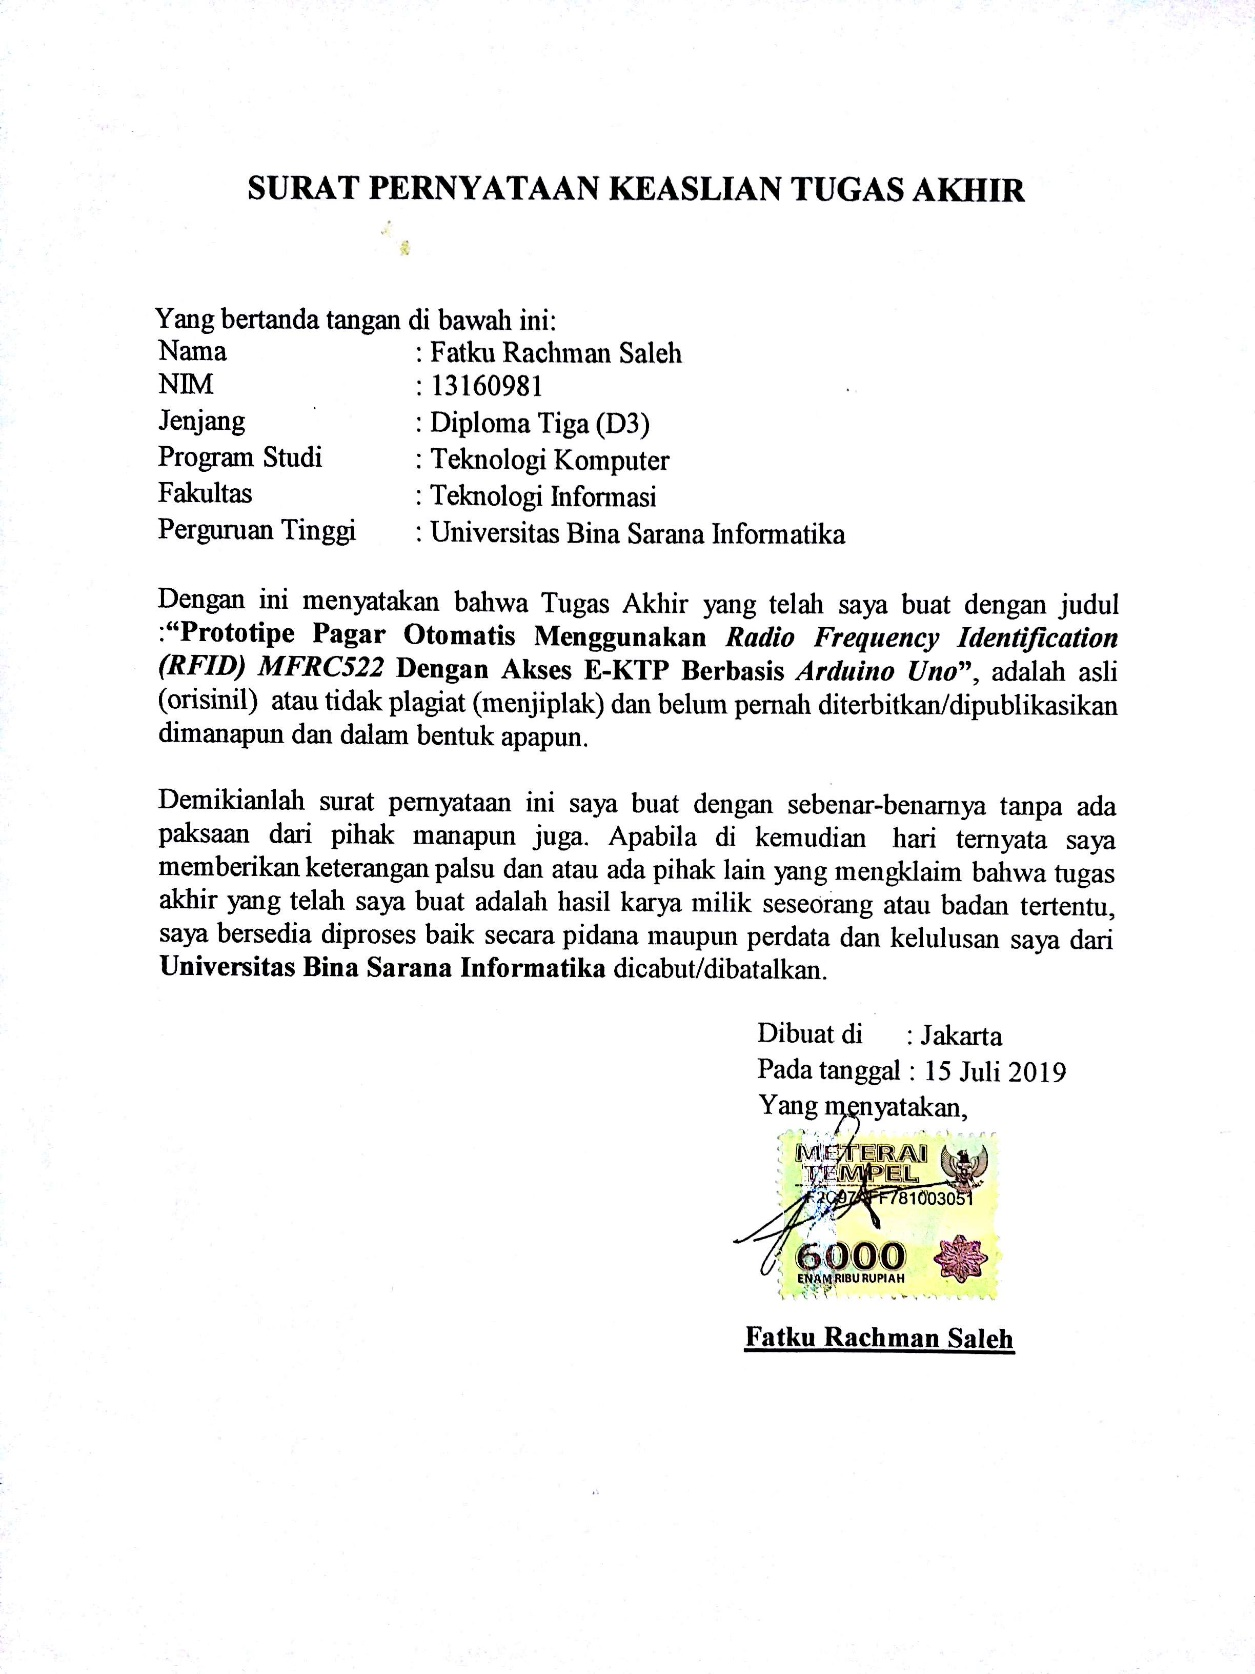 SURAT PERNYATAAN KEASLIAN TUGAS AKHIR
Yang bertanda tangan di bawah ini:
Nama : Fatku Rachman Saleh
NIM : 13160981
Jenjang : Diploma Tiga (D3)
Program Studi : Teknologi Komputer
Fakultas : Teknologi Informasi
Perguruan Tinggi : Universitas Bina Sarana Informatika
Dengan ini menyatakan bahwa Tugas Akhir yang telah saya buat dengan judul
:“Prototipe Pagar Otomatis Menggunakan Radio Frequency Identification
(RFID) MFRC522 Dengan Akses E-KTP Berbasis Arduino Uno”, adalah asli
(orisinil) atau tidak plagiat (menjiplak) dan belum pernah diterbitkan/dipublikasikan
dimanapun dan dalam bentuk apapun.
Demikianlah surat pernyataan ini saya buat dengan sebenar-benarnya tanpa ada
paksaan dari pihak manapun juga. Apabila di kemudian hari ternyata saya
memberikan keterangan palsu dan atau ada pihak lain yang mengklaim bahwa tugas
akhir yang telah saya buat adalah hasil karya milik seseorang atau badan tertentu,
saya bersedia diproses baik secara pidana maupun perdata dan kelulusan saya dari
Universitas Bina Sarana Informatika dicabut/dibatalkan.
Dibuat di : Jakarta
Pada tanggal : 15 Juli 2019
Yang menyatakan,
METERAI
TEMPEL
6000
ENAM RIBU RUPIAH
Fatku Rachman Saleh